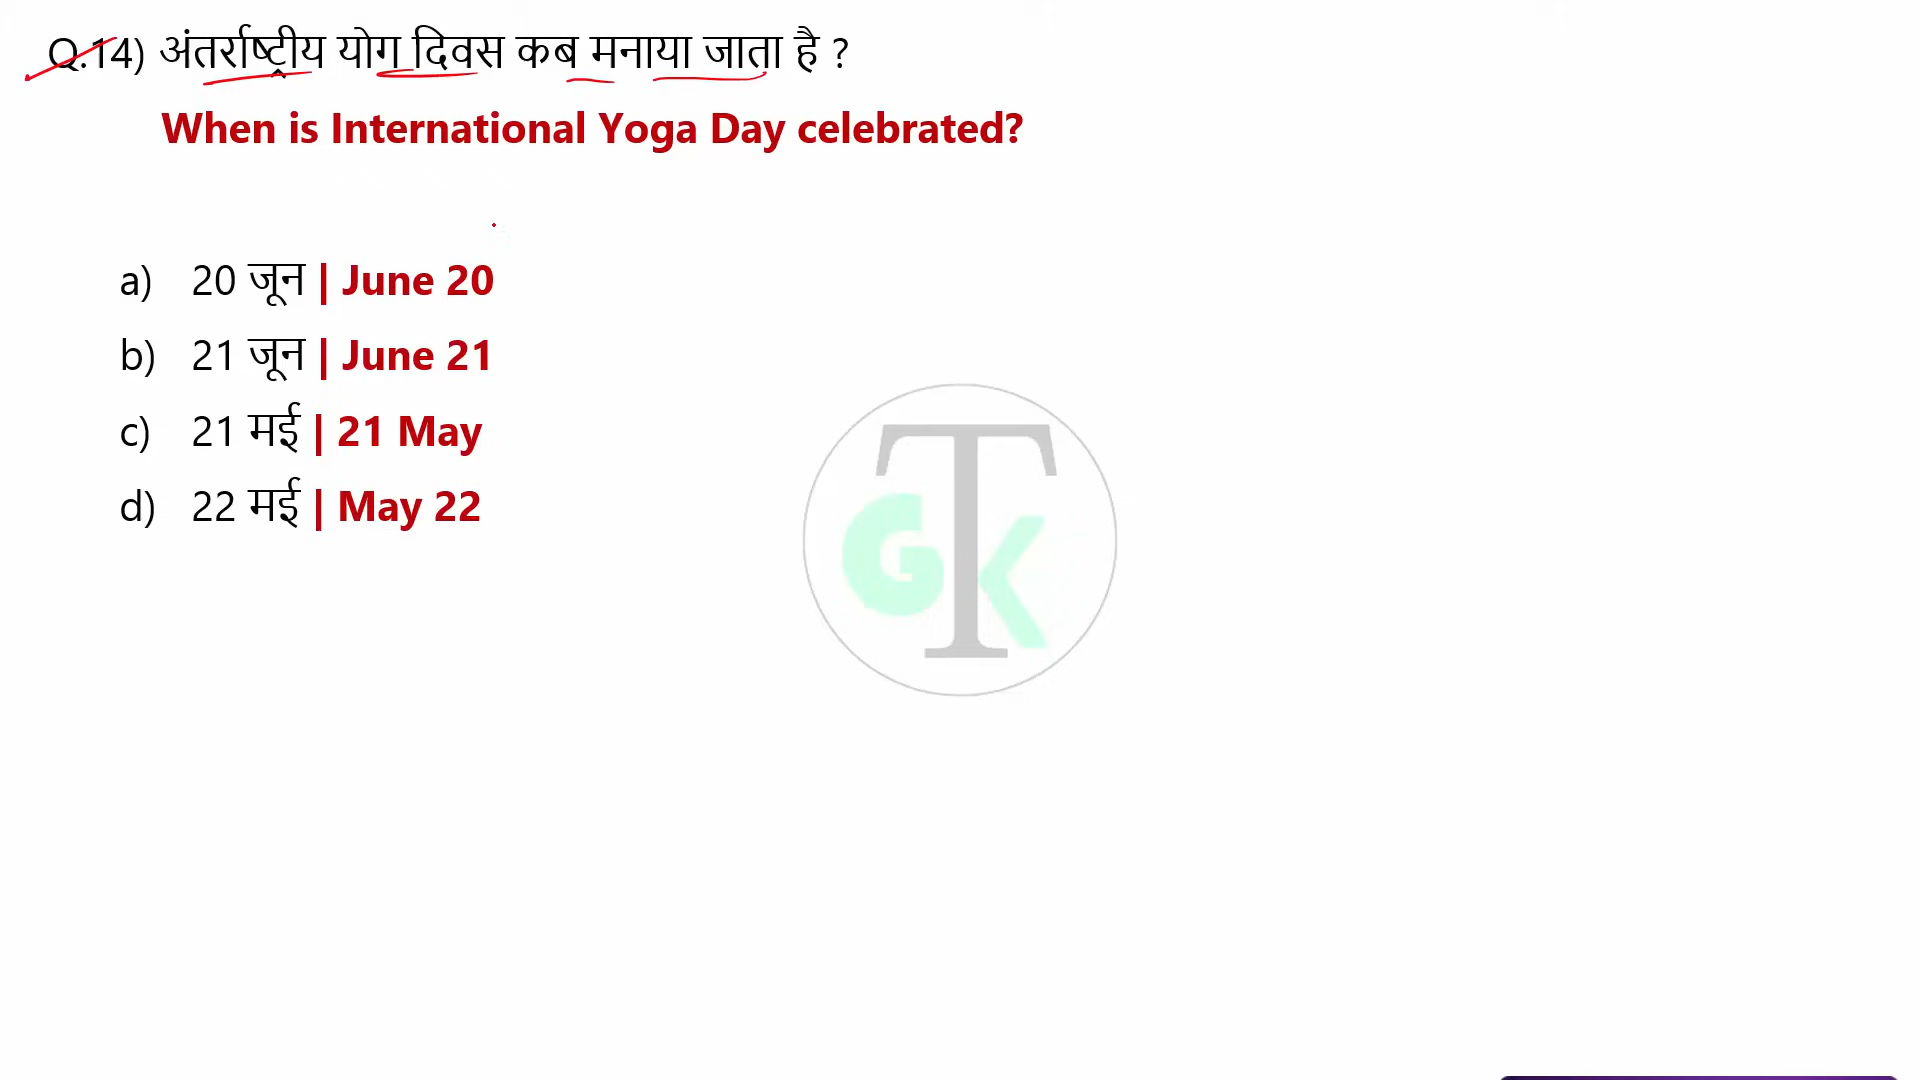 Q.14) अंतर्राष्ट्रीय योग दिवस कब मनाया जाता है ?
When is International Yoga Day celebrated?
a) 20 जून | June 20
b) 21 जून | June 21
c) 21 मई | 21 May
d) 22 मई | May 22
GTK